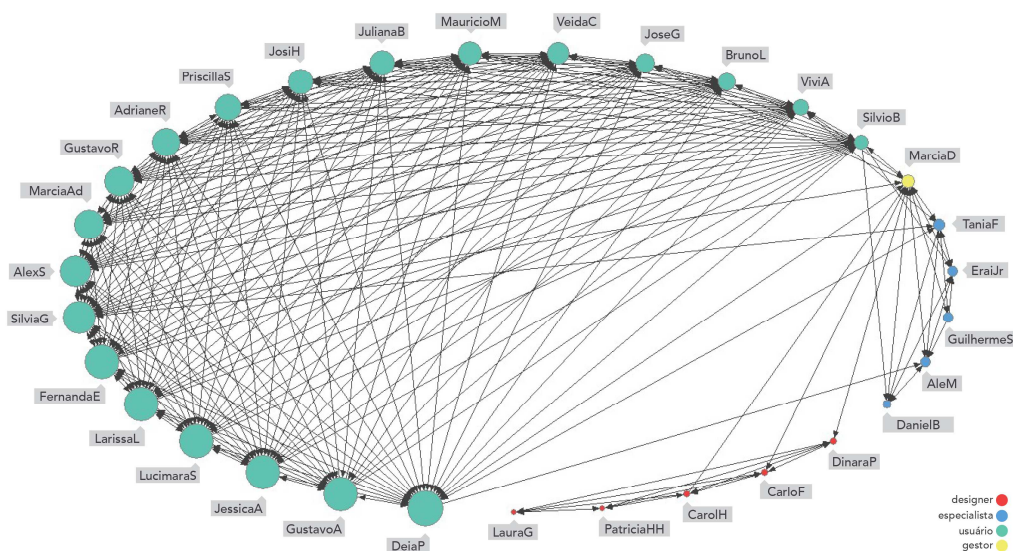 MauricioM
VeidaC
JulianaB
JoseG
JosiH
BrunoL
PriscillaS
ViviA
AdrianeR
SilvioB
GustavoR
MarciaD
MarciaAd
TaniaF
AlexS
EraiJr
SilviaG
GuilhermeS
FernandaE
AleM
LarissaL
DanielB
LucimaraS
DinaraP
JessicaA
CarloF
GustavoA
CarolH
DeiaP
LauraG
PatriciaHH
designer
especialista
usuário
gestor